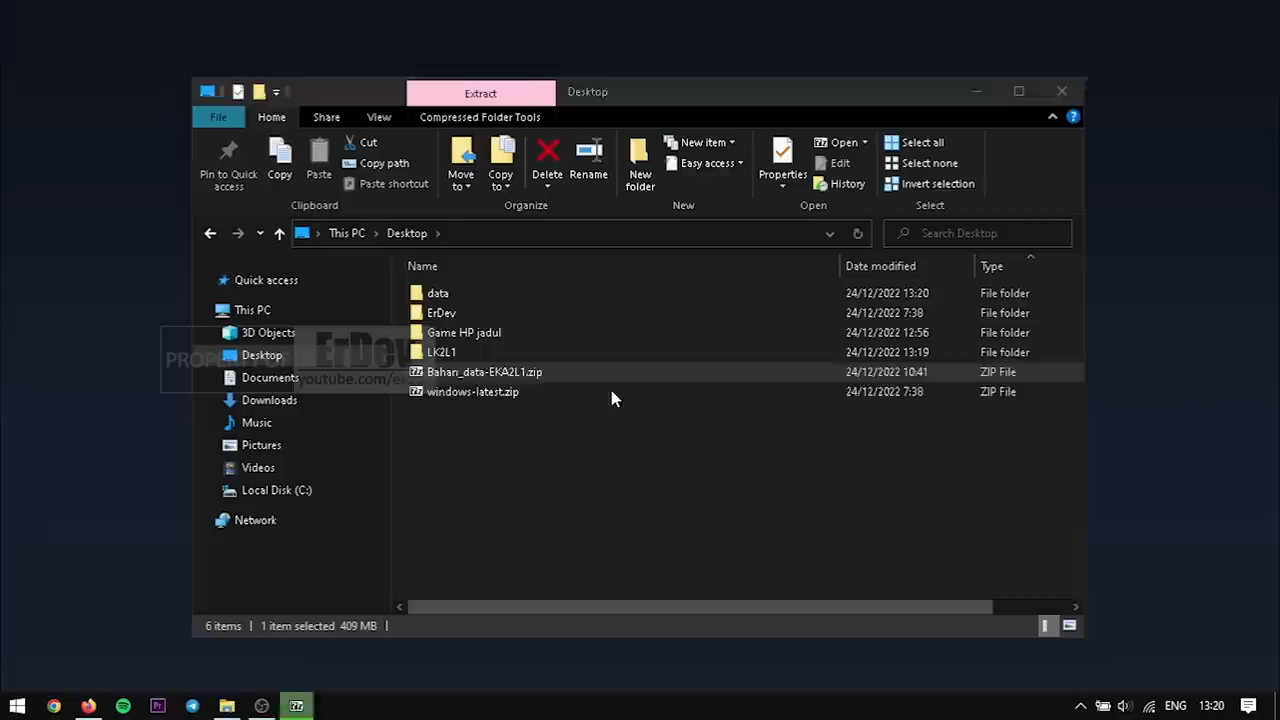 Extract
Desktop
File
Home
Share
View
Compressed Folder Tools
Pin to Quick access
Copy
Paste
Cut
Copy path
Paste shortcut
Clipboard
Move to
Copy to
Delete
Rename
Organize
New folder
New item
Easy access
New
Properties
Open
Edit
History
Open
Select all
Select none
Invert selection
Select
This PC
Desktop
Search Desktop
Name
Date modified
Type
Quick access
This PC
3D Objects
Desktop
Documents
Downloads
Music
Pictures
Videos
Local Disk (C:)
Network
data 24/12/2022 13:20 File folder
ErDev 24/12/2022 7:38 File folder
Game HP jadul 24/12/2022 12:56 File folder
LK2L1 24/12/2022 13:19 File folder
Bahan_data-EKA2L1.zip 24/12/2022 10:41 ZIP File
windows-latest.zip 24/12/2022 7:38 ZIP File
PROPERTY OF
ErDev
6 items
1 item selected 409 MB
ENG
13:20